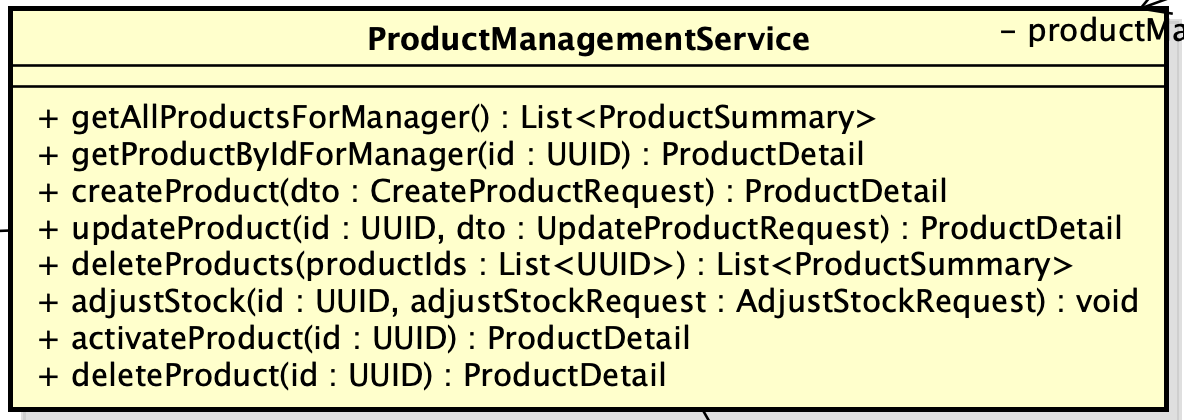 ProductManagementService
- productMa
+ getAllProductsForManager() : List<ProductSummary>
+ getProductByIdForManager(id : UUID) : ProductDetail
+ createProduct(dto : CreateProductRequest) : ProductDetail
+ updateProduct(id : UUID, dto : UpdateProductRequest) : ProductDetail
+ deleteProducts(productIds : List<UUID>) : List<ProductSummary>
+ adjustStock(id : UUID, adjustStockRequest : AdjustStockRequest) : void
+ activateProduct(id : UUID) : ProductDetail
+ deleteProduct(id : UUID) : ProductDetail